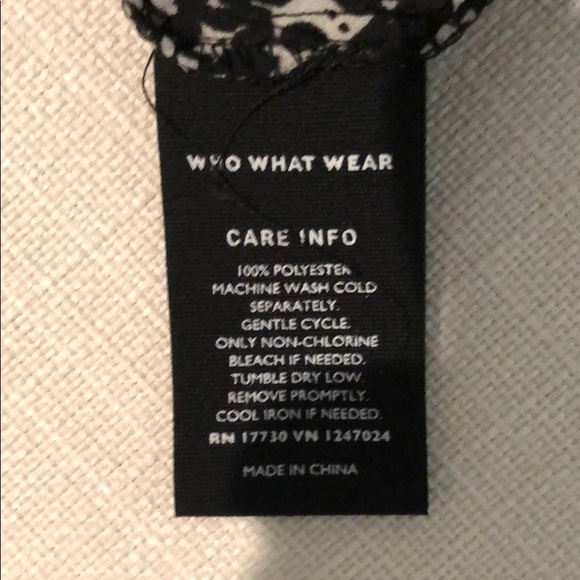 WHO WHAT WEAR
CARE INFO
100% POLYESTER
MACHINE WASH COLD
SEPARATELY.
GENTLE CYCLE.
ONLY NON-CHLORINE
BLEACH IF NEEDED.
TUMBLE DRY LOW.
REMOVE PROMPTLY.
COOL IRON IF NEEDED.
RN 17730 VN 1247024
MADE IN CHINA